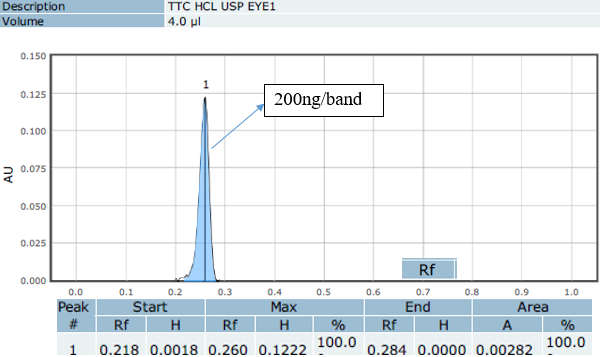 Description TTC HCL USP EYE1
Volume 4.0 µl
0.150
1
0.125
200ng/band
0.100
0.075
AU
0.050
0.025
Rf
0.000
0.0 0.1 0.2 0.3 0.4 0.5 0.6 0.7 0.8 0.9 1.0
Peak Start Max End Area
# Rf H Rf H % Rf H A %
1 0.218 0.0018 0.260 0.1222 100.0 0.284 0.0000 0.00282 100.0